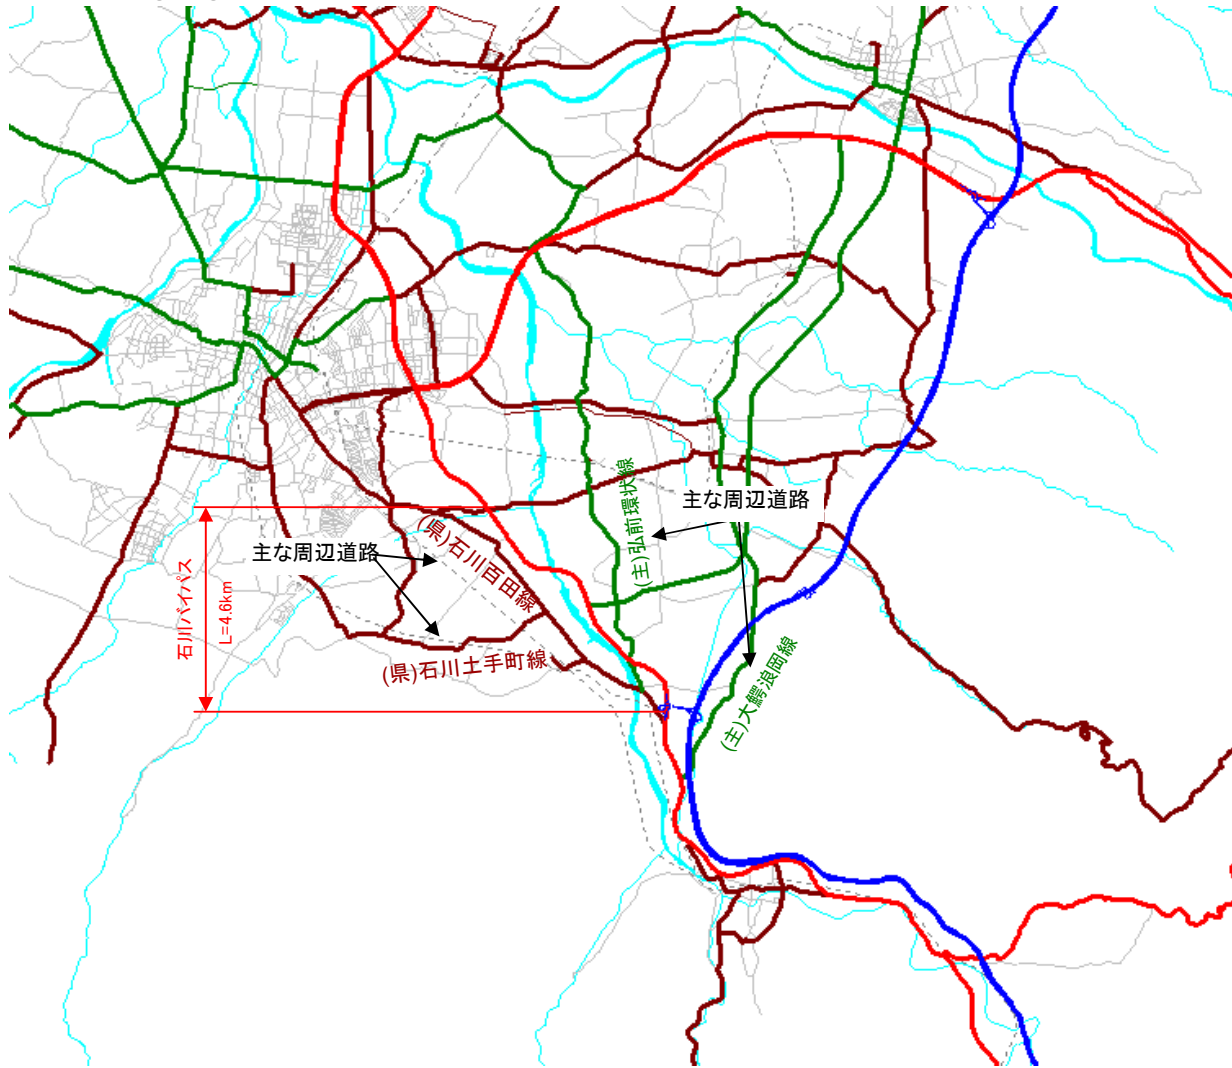 主な周辺道路
(主)弘前環状線
(県)石川百田線
主な周辺道路
石川バイパス
L=4.6km
(県)石川土手町線
(主)大鰐浪岡線